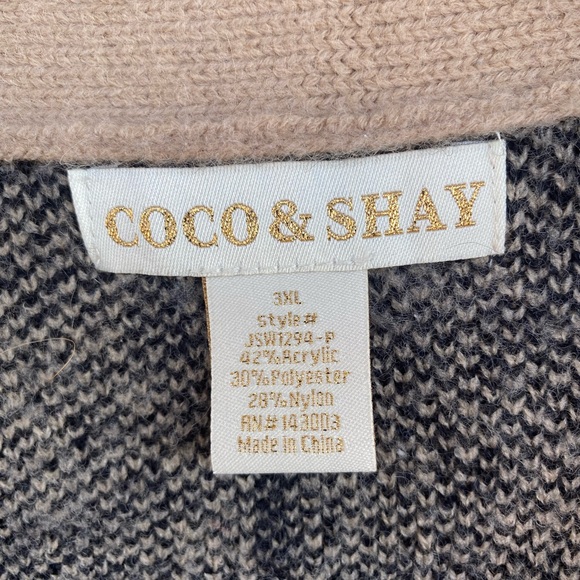 COCO & SHAY
3XL
style#
JSW1294-P
42%Acrylic
30%Polyester
28%Nylon
RN#143003
Made in China